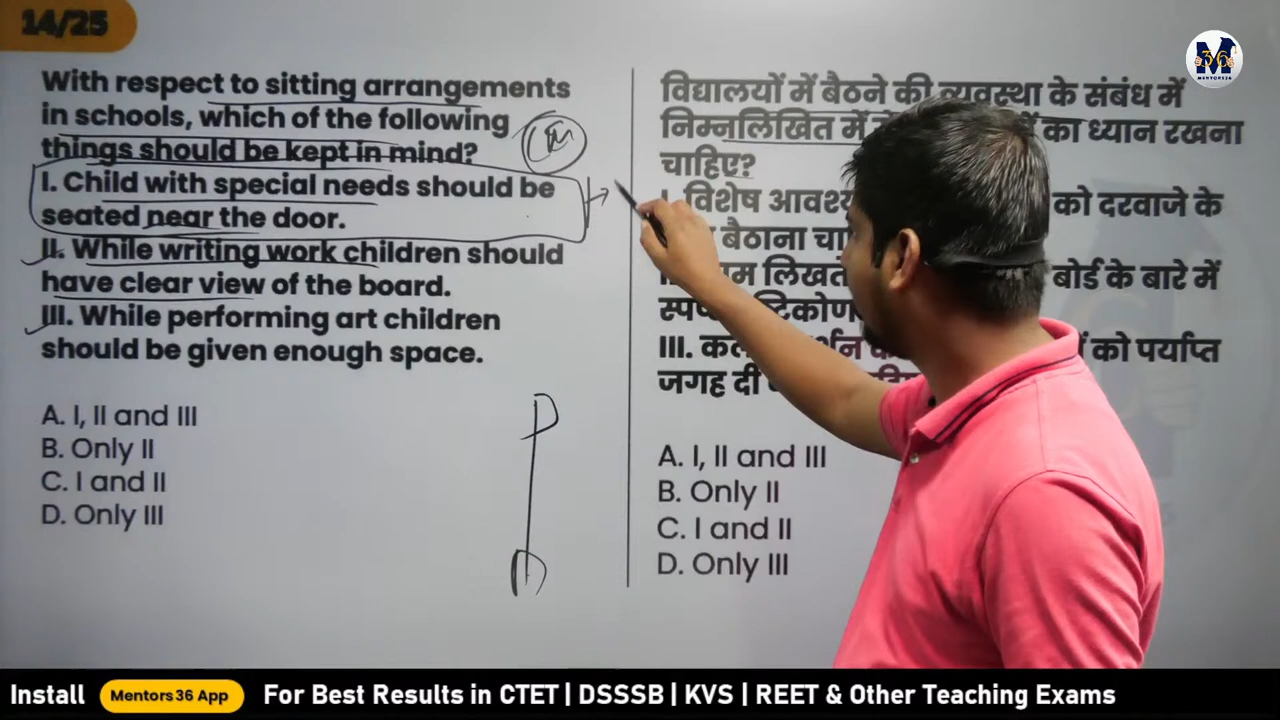 14/25
M
36
MENTORS36
With respect to sitting arrangements
in schools, which of the following
things should be kept in mind?
I. Child with special needs should be
seated near the door.
II. While writing work children should
have clear view of the board.
III. While performing art children
should be given enough space.
A. I, II and III
B. Only II
C. I and II
D. Only III
विद्यालयों में बैठने की व्यवस्था के संबंध में
निम्नलिखित में का ध्यान रखना
चाहिए?
I. विशेष को दरवाजे के
बैठाना
बोर्ड के बारे में
III. को पर्याप्त
जगह दी
A. I, II and III
B. Only II
C. I and II
D. Only III
Install Mentors 36 App For Best Results in CTET | DSSSB | KVS | REET & Other Teaching Exams